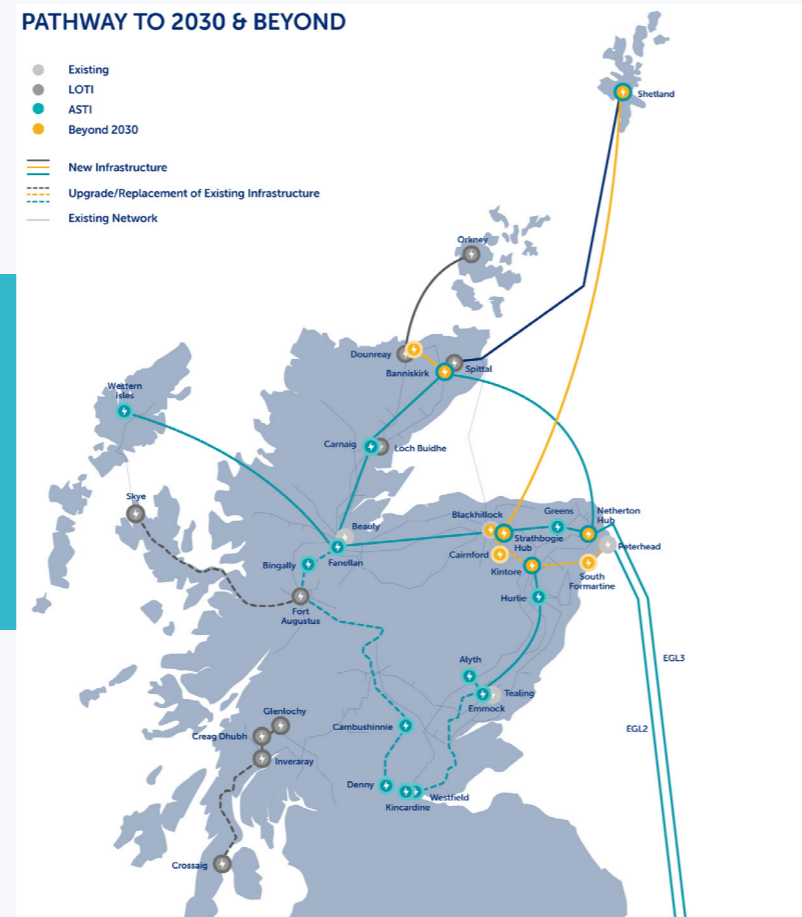 PATHWAY TO 2030 & BEYOND
Existing
LOTI
ASTI
Beyond 2030
New Infrastructure
Upgrade/Replacement of Existing Infrastructure
Existing Network
Shetland
Orkney
Dounreay
Spittal
Banniskirk
Western
Isles
Carnaig
Loch Buidhe
Skye
Beauly
Fanellan
Blackhillock
Greens
Netherton
Hub
Strathbogie
Hub
Peterhead
Cairnford
Kintore
South
Formartine
Bingally
Hurlie
Fort
Augustus
EGL3
Alyth
Tealing
Emmock
Glenlochy
Creag Dhubh
Cambushinnie
EGL2
Inveraray
Denny
Westfield
Kincardine
Crossaig